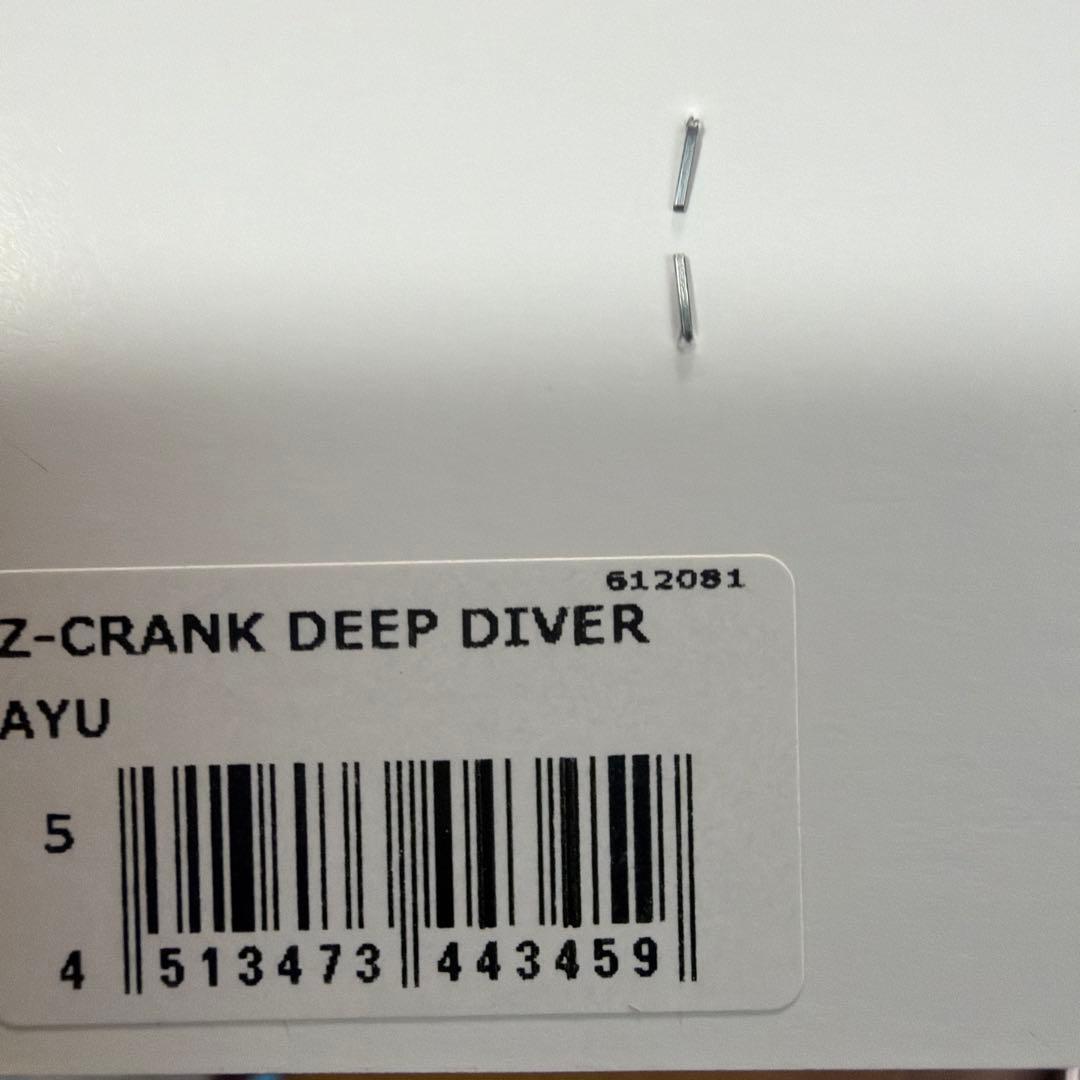 612081
Z-CRANK DEEP DIVER
AYU
5
4 513473 443459